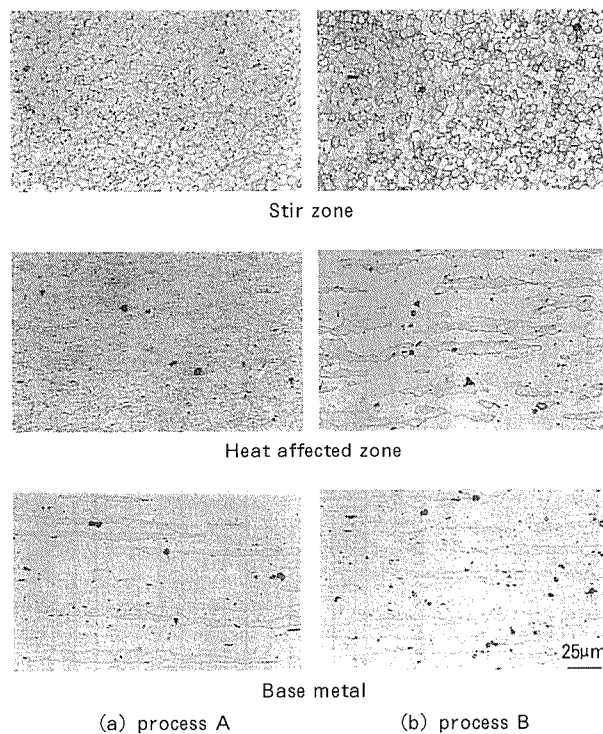 Stir zone
Heat affected zone
25μm
Base metal
(a) process A
(b) process B